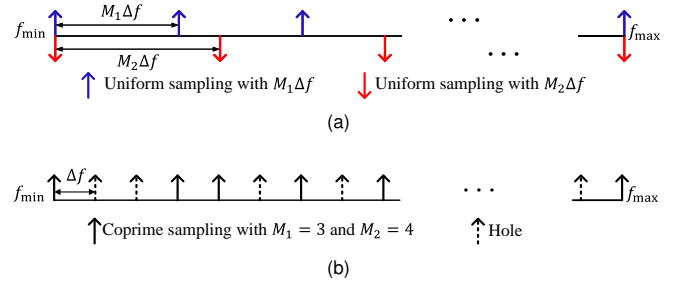 M₁Δf
f_min
f_max
M₂Δf
Uniform sampling with M₁Δf
Uniform sampling with M₂Δf
(a)
Δf
f_min
f_max
Coprime sampling with M₁ = 3 and M₂ = 4
Hole
(b)